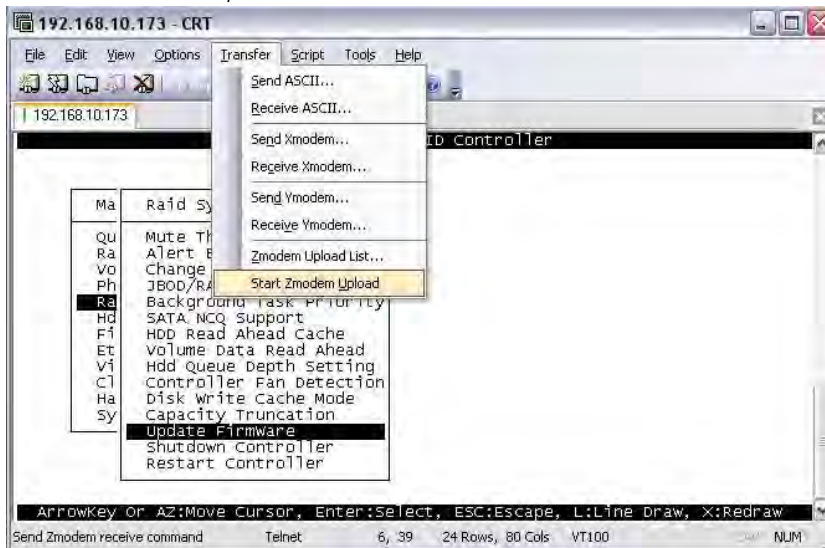 192.168.10.173 - CRT
File Edit View Options Transfer Script Tools Help
192.168.10.173
Send ASCII...
Receive ASCII...
Send Xmodem...
Receive Xmodem...
Send Ymodem...
Receive Ymodem...
Zmodem Upload List...
Start Zmodem Upload
ID Controller
Ma
Qu
Ra
Vo
Ph
Ra
Hd
Fi
Et
Vi
Cl
Ha
Sy
Raid Sy
Mute Th
Alert B
Change
JBOD/RA
Background Task Priority
SATA NCQ Support
HDD Read Ahead Cache
Volume Data Read Ahead
Hdd Queue Depth Setting
Controller Fan Detection
Disk Write Cache Mode
Capacity Truncation
Update FirmWare
Shutdown Controller
Restart Controller
ArrowKey Or AZ:Move Cursor, Enter:Select, ESC:Escape, L:Line Draw, X:Redraw
Send Zmodem receive command Telnet 6, 39 24 Rows, 80 Cols VT100 NUM